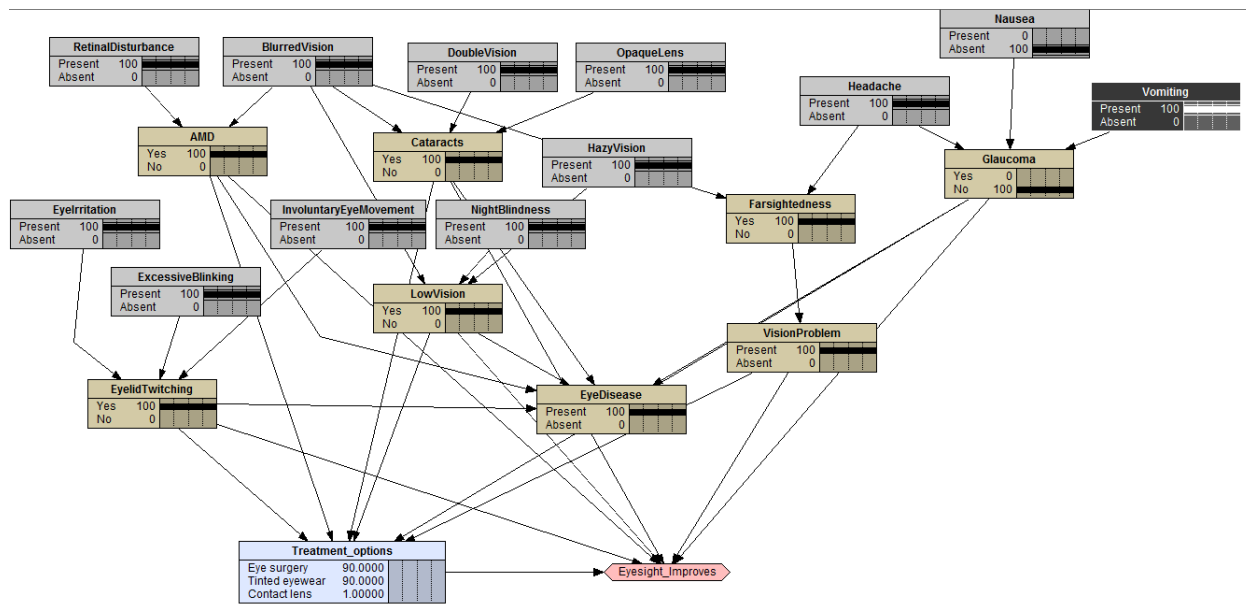 Nausea
Present 0
Absent 100
RetinalDisturbance
Present 100
Absent 0
BlurredVision
Present 100
Absent 0
DoubleVision
Present 100
Absent 0
OpaqueLens
Present 100
Absent 0
Headache
Present 100
Absent 0
Vomiting
Present 100
Absent 0
AMD
Yes 100
No 0
Cataracts
Yes 100
No 0
HazyVision
Present 100
Absent 0
Glaucoma
Yes 0
No 100
Farsightedness
Yes 100
No 0
EyeIrritation
Present 100
Absent 0
InvoluntaryEyeMovement
Present 100
Absent 0
NightBlindness
Present 100
Absent 0
ExcessiveBlinking
Present 100
Absent 0
LowVision
Yes 100
No 0
VisionProblem
Present 100
Absent 0
EyelidTwitching
Yes 100
No 0
EyeDisease
Present 100
Absent 0
Treatment_options
Eye surgery 90.0000
Tinted eyewear 90.0000
Contact lens 1.00000
Eyesight_Improves